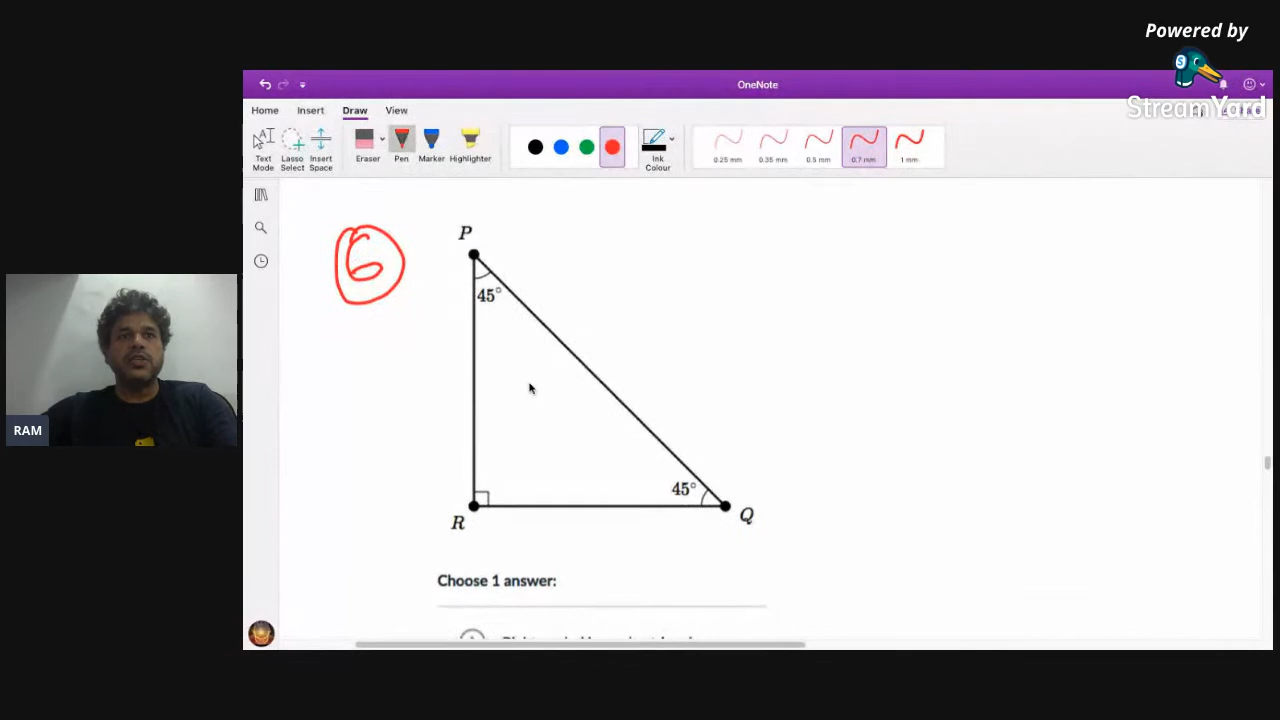 Powered by
StreamYard
OneNote
Home Insert Draw View
Text Mode
Lasso Select
Insert Space
Eraser
Pen
Marker
Highlighter
Ink Colour
0.25 mm
0.35 mm
0.5 mm
0.7 mm
1 mm
6
P
45°
45°
R
Q
RAM
Choose 1 answer: